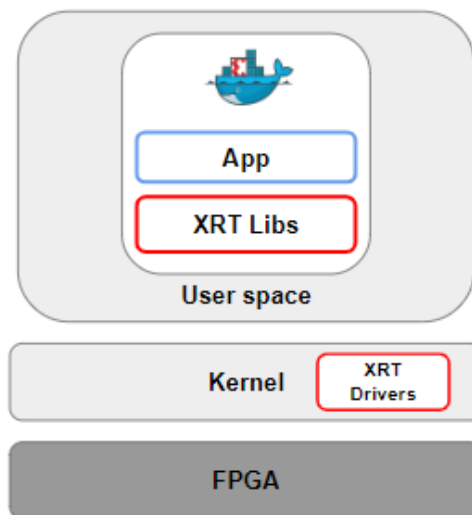 App
XRT Libs
User space
Kernel
XRT
Drivers
FPGA